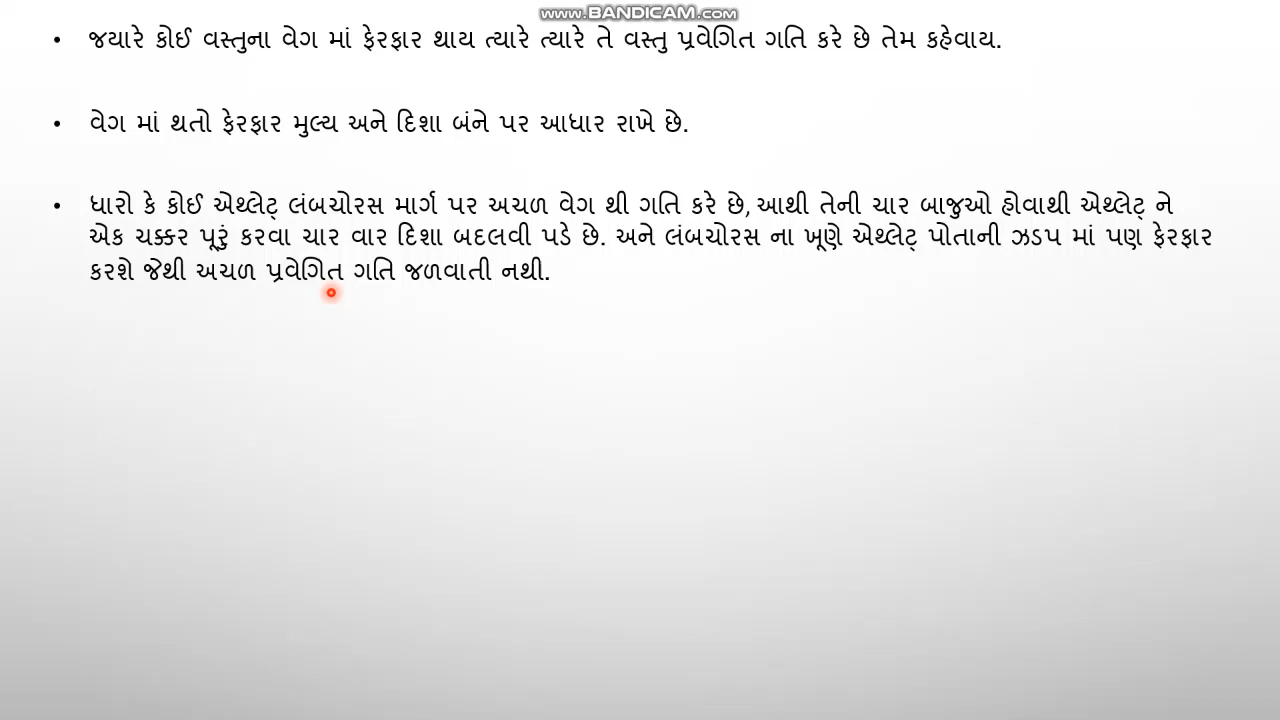 www.BANDICAM.com
• જયારે કોઈ વસ્તુના વેગ માં ફેરફાર થાય ત્યારે ત્યારે તે વસ્તુ પ્રવેગિત ગતિ કરે છે તેમ કહેવાય.
• વેગ માં થતો ફેરફાર મુલ્ય અને દિશા બંને પર આધાર રાખે છે.
• ધારો કે કોઈ એથ્લેટ્ લંબચોરસ માર્ગ પર અચળ વેગ થી ગતિ કરે છે, આથી તેની ચાર બાજુઓ હોવાથી એથ્લેટ્ ને
એક ચક્કર પૂરું કરવા ચાર વાર દિશા બદલવી પડે છે. અને લંબચોરસ ના ખૂણે એથ્લેટ્ પોતાની ઝડપ માં પણ ફેરફાર
કરશે જેથી અચળ પ્રવેગિત ગતિ જળવાતી નથી.